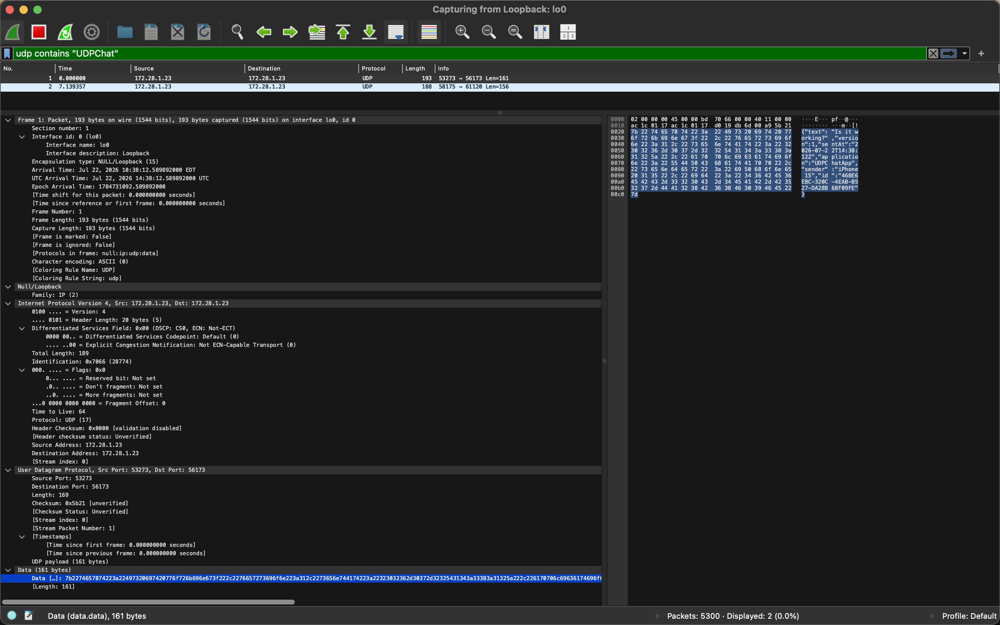 Capturing from Loopback: lo0
udp contains "UDPChat"
No. Time Source Destination Protocol Length Info
1 0.000000 172.28.1.23 172.28.1.23 UDP 193 53273 → 56173 Len=161
2 7.139357 172.28.1.23 172.28.1.23 UDP 188 58175 → 61120 Len=156
Frame 1: Packet, 193 bytes on wire (1544 bits), 193 bytes captured (1544 bits) on interface lo0, id 0
Section number: 1
Interface id: 0 (lo0)
Interface name: lo0
Interface description: Loopback
Encapsulation type: NULL/Loopback (15)
Arrival Time: Jul 22, 2026 10:38:12.589892000 EDT
UTC Arrival Time: Jul 22, 2026 14:38:12.589892000 UTC
Epoch Arrival Time: 1784731092.589892000
[Time shift for this packet: 0.000000000 seconds]
[Time since reference or first frame: 0.000000000 seconds]
Frame Number: 1
Frame Length: 193 bytes (1544 bits)
Capture Length: 193 bytes (1544 bits)
[Frame is marked: False]
[Frame is ignored: False]
[Protocols in frame: null:ip:udp:data]
Character encoding: ASCII (0)
[Coloring Rule Name: UDP]
[Coloring Rule String: udp]
Null/Loopback
Family: IP (2)
Internet Protocol Version 4, Src: 172.28.1.23, Dst: 172.28.1.23
0100 .... = Version: 4
.... 0101 = Header Length: 20 bytes (5)
Differentiated Services Field: 0x00 (DSCP: CS0, ECN: Not-ECT)
0000 00.. = Differentiated Services Codepoint: Default (0)
.... ..00 = Explicit Congestion Notification: Not ECN-Capable Transport (0)
Total Length: 189
Identification: 0x7066 (28774)
000. .... = Flags: 0x0
0... .... = Reserved bit: Not set
.0.. .... = Don't fragment: Not set
..0. .... = More fragments: Not set
...0 0000 0000 0000 = Fragment Offset: 0
Time to Live: 64
Protocol: UDP (17)
Header Checksum: 0x0000 [validation disabled]
[Header checksum status: Unverified]
Source Address: 172.28.1.23
Destination Address: 172.28.1.23
[Stream index: 0]
User Datagram Protocol, Src Port: 53273, Dst Port: 56173
Source Port: 53273
Destination Port: 56173
Length: 169
Checksum: 0x5b21 [unverified]
[Checksum Status: Unverified]
[Stream index: 0]
[Stream Packet Number: 1]
[Timestamps]
[Time since first frame: 0.000000000 seconds]
[Time since previous frame: 0.000000000 seconds]
UDP payload (161 bytes)
Data (161 bytes)
Data […]: 7b2274657874223a22497320697420776f726b696e673f222c2276657273696f6e223a312c2273656e744174223a22323032362d30372d32325431343a33383a31325a222c226170706c69636174696f6
[Length: 161]
0000 02 00 00 00 45 00 00 bd 70 66 00 00 40 11 00 00 ····E··· pf··@···
0010 ac 1c 01 17 ac 1c 01 17 d0 19 db 6d 00 a9 5b 21 ········ ···m··[!
0020 7b 22 74 65 78 74 22 3a 22 49 73 20 69 74 20 77 {"text": "Is it w
0030 6f 72 6b 69 6e 67 3f 22 2c 22 76 65 72 73 69 6f orking?" ,"versio
0040 6e 22 3a 31 2c 22 73 65 6e 74 41 74 22 3a 22 32 n":1,"se ntAt":"2
0050 30 32 36 2d 30 37 2d 32 32 54 31 34 3a 33 38 3a 026-07-2 2T14:38:
0060 31 32 5a 22 2c 22 61 70 70 6c 69 63 61 74 69 6f 12Z","ap plicatio
0070 6e 22 3a 22 55 44 50 43 68 61 74 41 70 70 22 2c n":"UDPC hatApp",
0080 22 73 65 6e 64 65 72 22 3a 22 69 50 68 6f 6e 65 "sender" :"iPhone
0090 20 31 35 22 2c 22 69 64 22 3a 22 34 36 42 45 36 15","id ":"46BE6
00a0 45 42 43 2d 33 32 30 43 2d 34 45 41 42 2d 42 35 EBC-320C -4EAB-B5
00b0 32 37 2d 44 41 32 38 42 36 38 46 30 39 46 45 22 27-DA28B 68F09FE"
00c0 7d }
Data (data.data), 161 bytes
Packets: 5300 · Displayed: 2 (0.0%)
Profile: Default